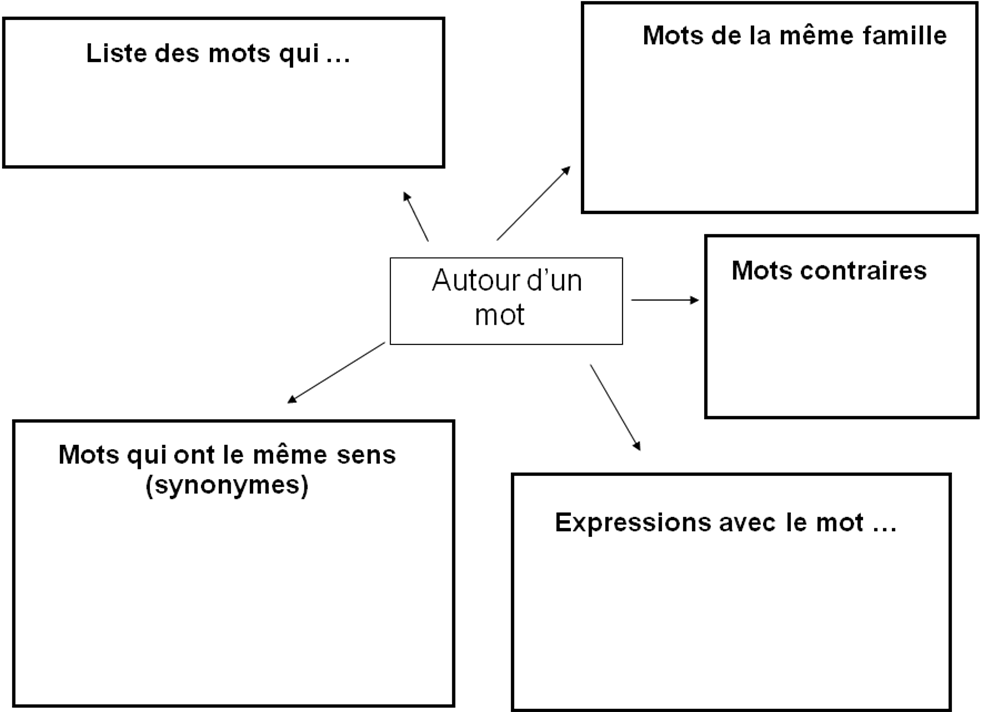 Liste des mots qui …
Mots de la même famille
Autour d’un
mot
Mots contraires
Mots qui ont le même sens
(synonymes)
Expressions avec le mot …